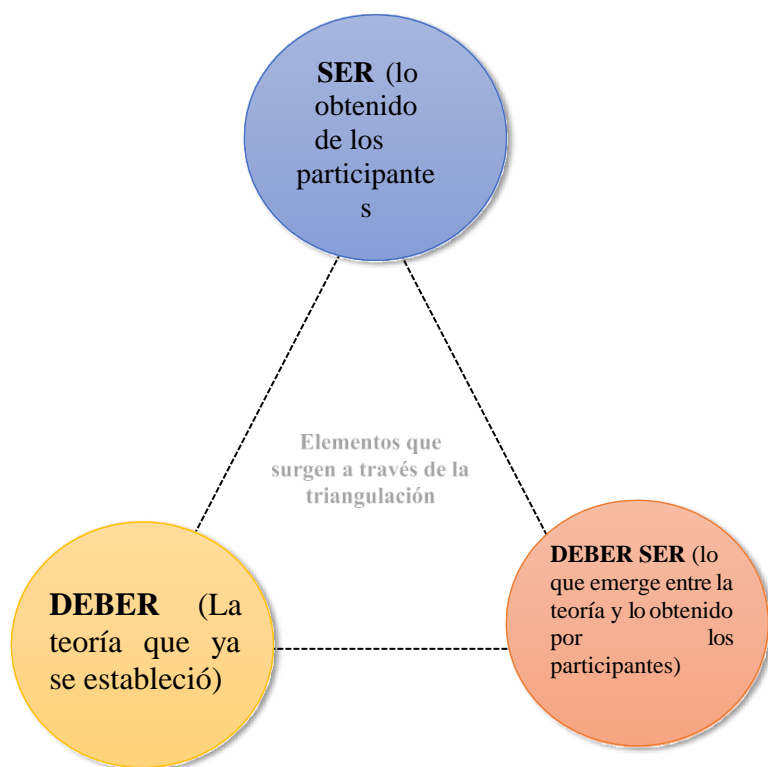 SER (lo
obtenido
de los
participante
s
Elementos que
surgen a través de la
triangulación
DEBER (La
teoría que ya
se estableció)
DEBER SER (lo
que emerge entre la
teoría y lo obtenido
por los
participantes)